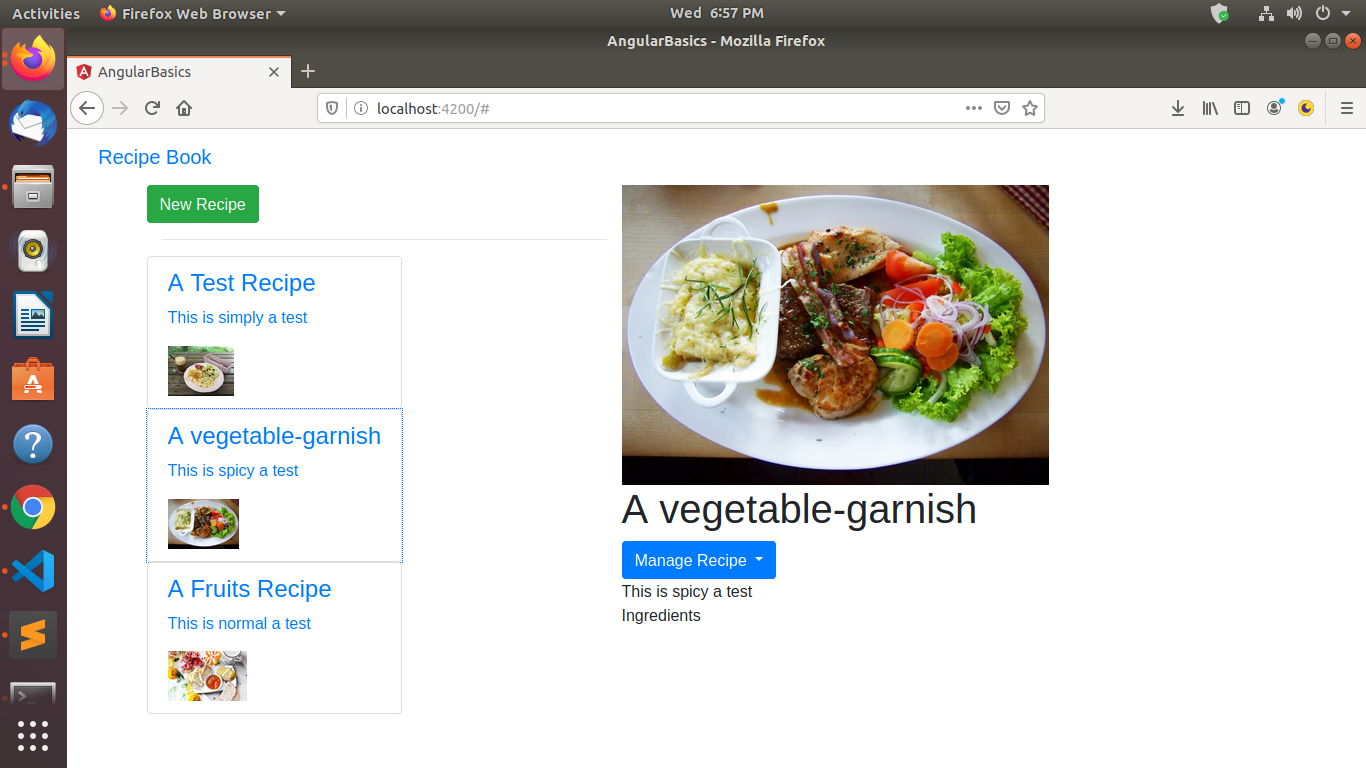 Activities
Firefox Web Browser
Wed 6:57 PM
AngularBasics - Mozilla Firefox
AngularBasics
localhost:4200/#
Recipe Book
New Recipe
A Test Recipe
This is simply a test
A vegetable-garnish
This is spicy a test
A Fruits Recipe
This is normal a test
A vegetable-garnish
Manage Recipe
This is spicy a test
Ingredients